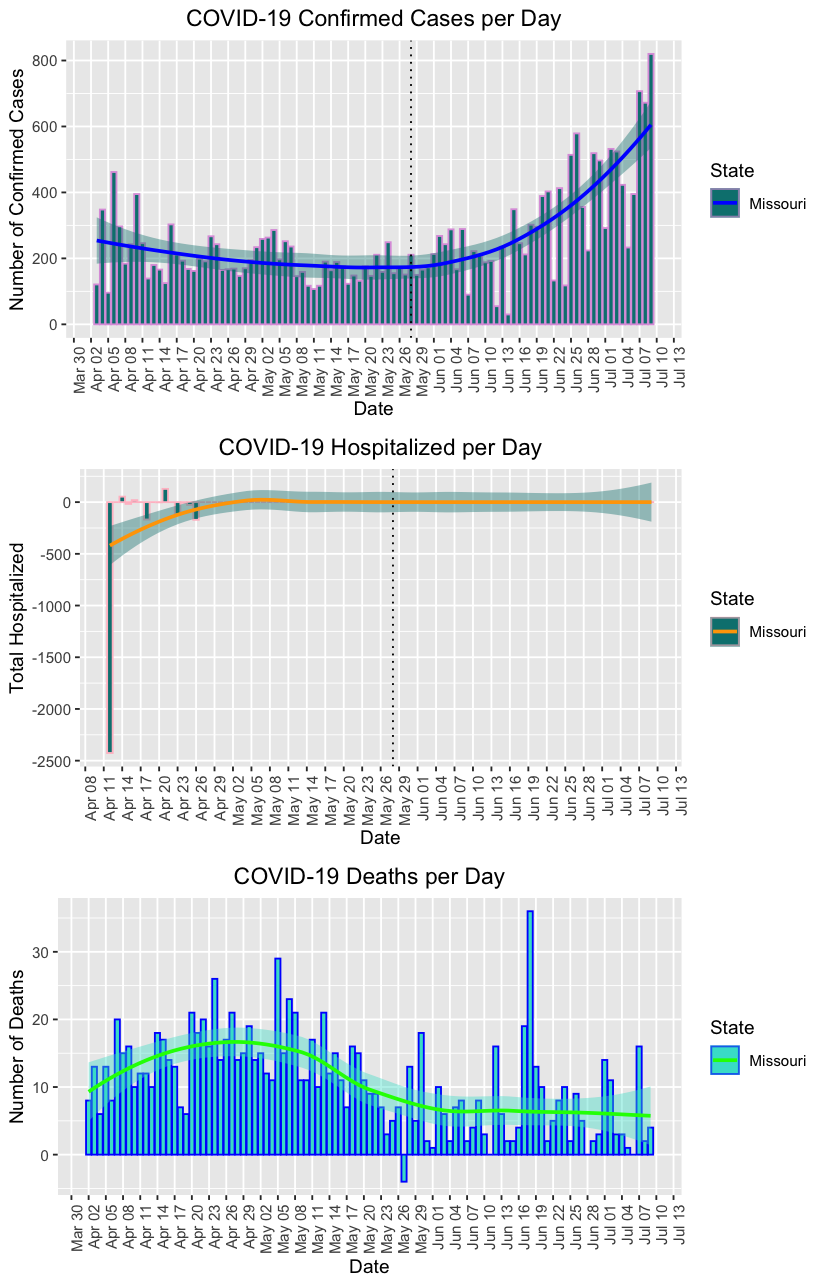 COVID-19 Confirmed Cases per Day
Number of Confirmed Cases
800
600
400
200
0
Mar 30
Apr 02
Apr 05
Apr 08
Apr 11
Apr 14
Apr 17
Apr 20
Apr 23
Apr 26
Apr 29
May 02
May 05
May 08
May 11
May 14
May 17
May 20
May 23
May 26
May 29
Jun 01
Jun 04
Jun 07
Jun 10
Jun 13
Jun 16
Jun 19
Jun 22
Jun 25
Jun 28
Jul 01
Jul 04
Jul 07
Jul 10
Jul 13
Date
State
Missouri
COVID-19 Hospitalized per Day
Total Hospitalized
0
-500
-1000
-1500
-2000
-2500
Apr 08
Apr 11
Apr 14
Apr 17
Apr 20
Apr 23
Apr 26
Apr 29
May 02
May 05
May 08
May 11
May 14
May 17
May 20
May 23
May 26
May 29
Jun 01
Jun 04
Jun 07
Jun 10
Jun 13
Jun 16
Jun 19
Jun 22
Jun 25
Jun 28
Jul 01
Jul 04
Jul 07
Jul 10
Jul 13
Date
State
Missouri
COVID-19 Deaths per Day
Number of Deaths
30
20
10
0
Mar 30
Apr 02
Apr 05
Apr 08
Apr 11
Apr 14
Apr 17
Apr 20
Apr 23
Apr 26
Apr 29
May 02
May 05
May 08
May 11
May 14
May 17
May 20
May 23
May 26
May 29
Jun 01
Jun 04
Jun 07
Jun 10
Jun 13
Jun 16
Jun 19
Jun 22
Jun 25
Jun 28
Jul 01
Jul 04
Jul 07
Jul 10
Jul 13
Date
State
Missouri